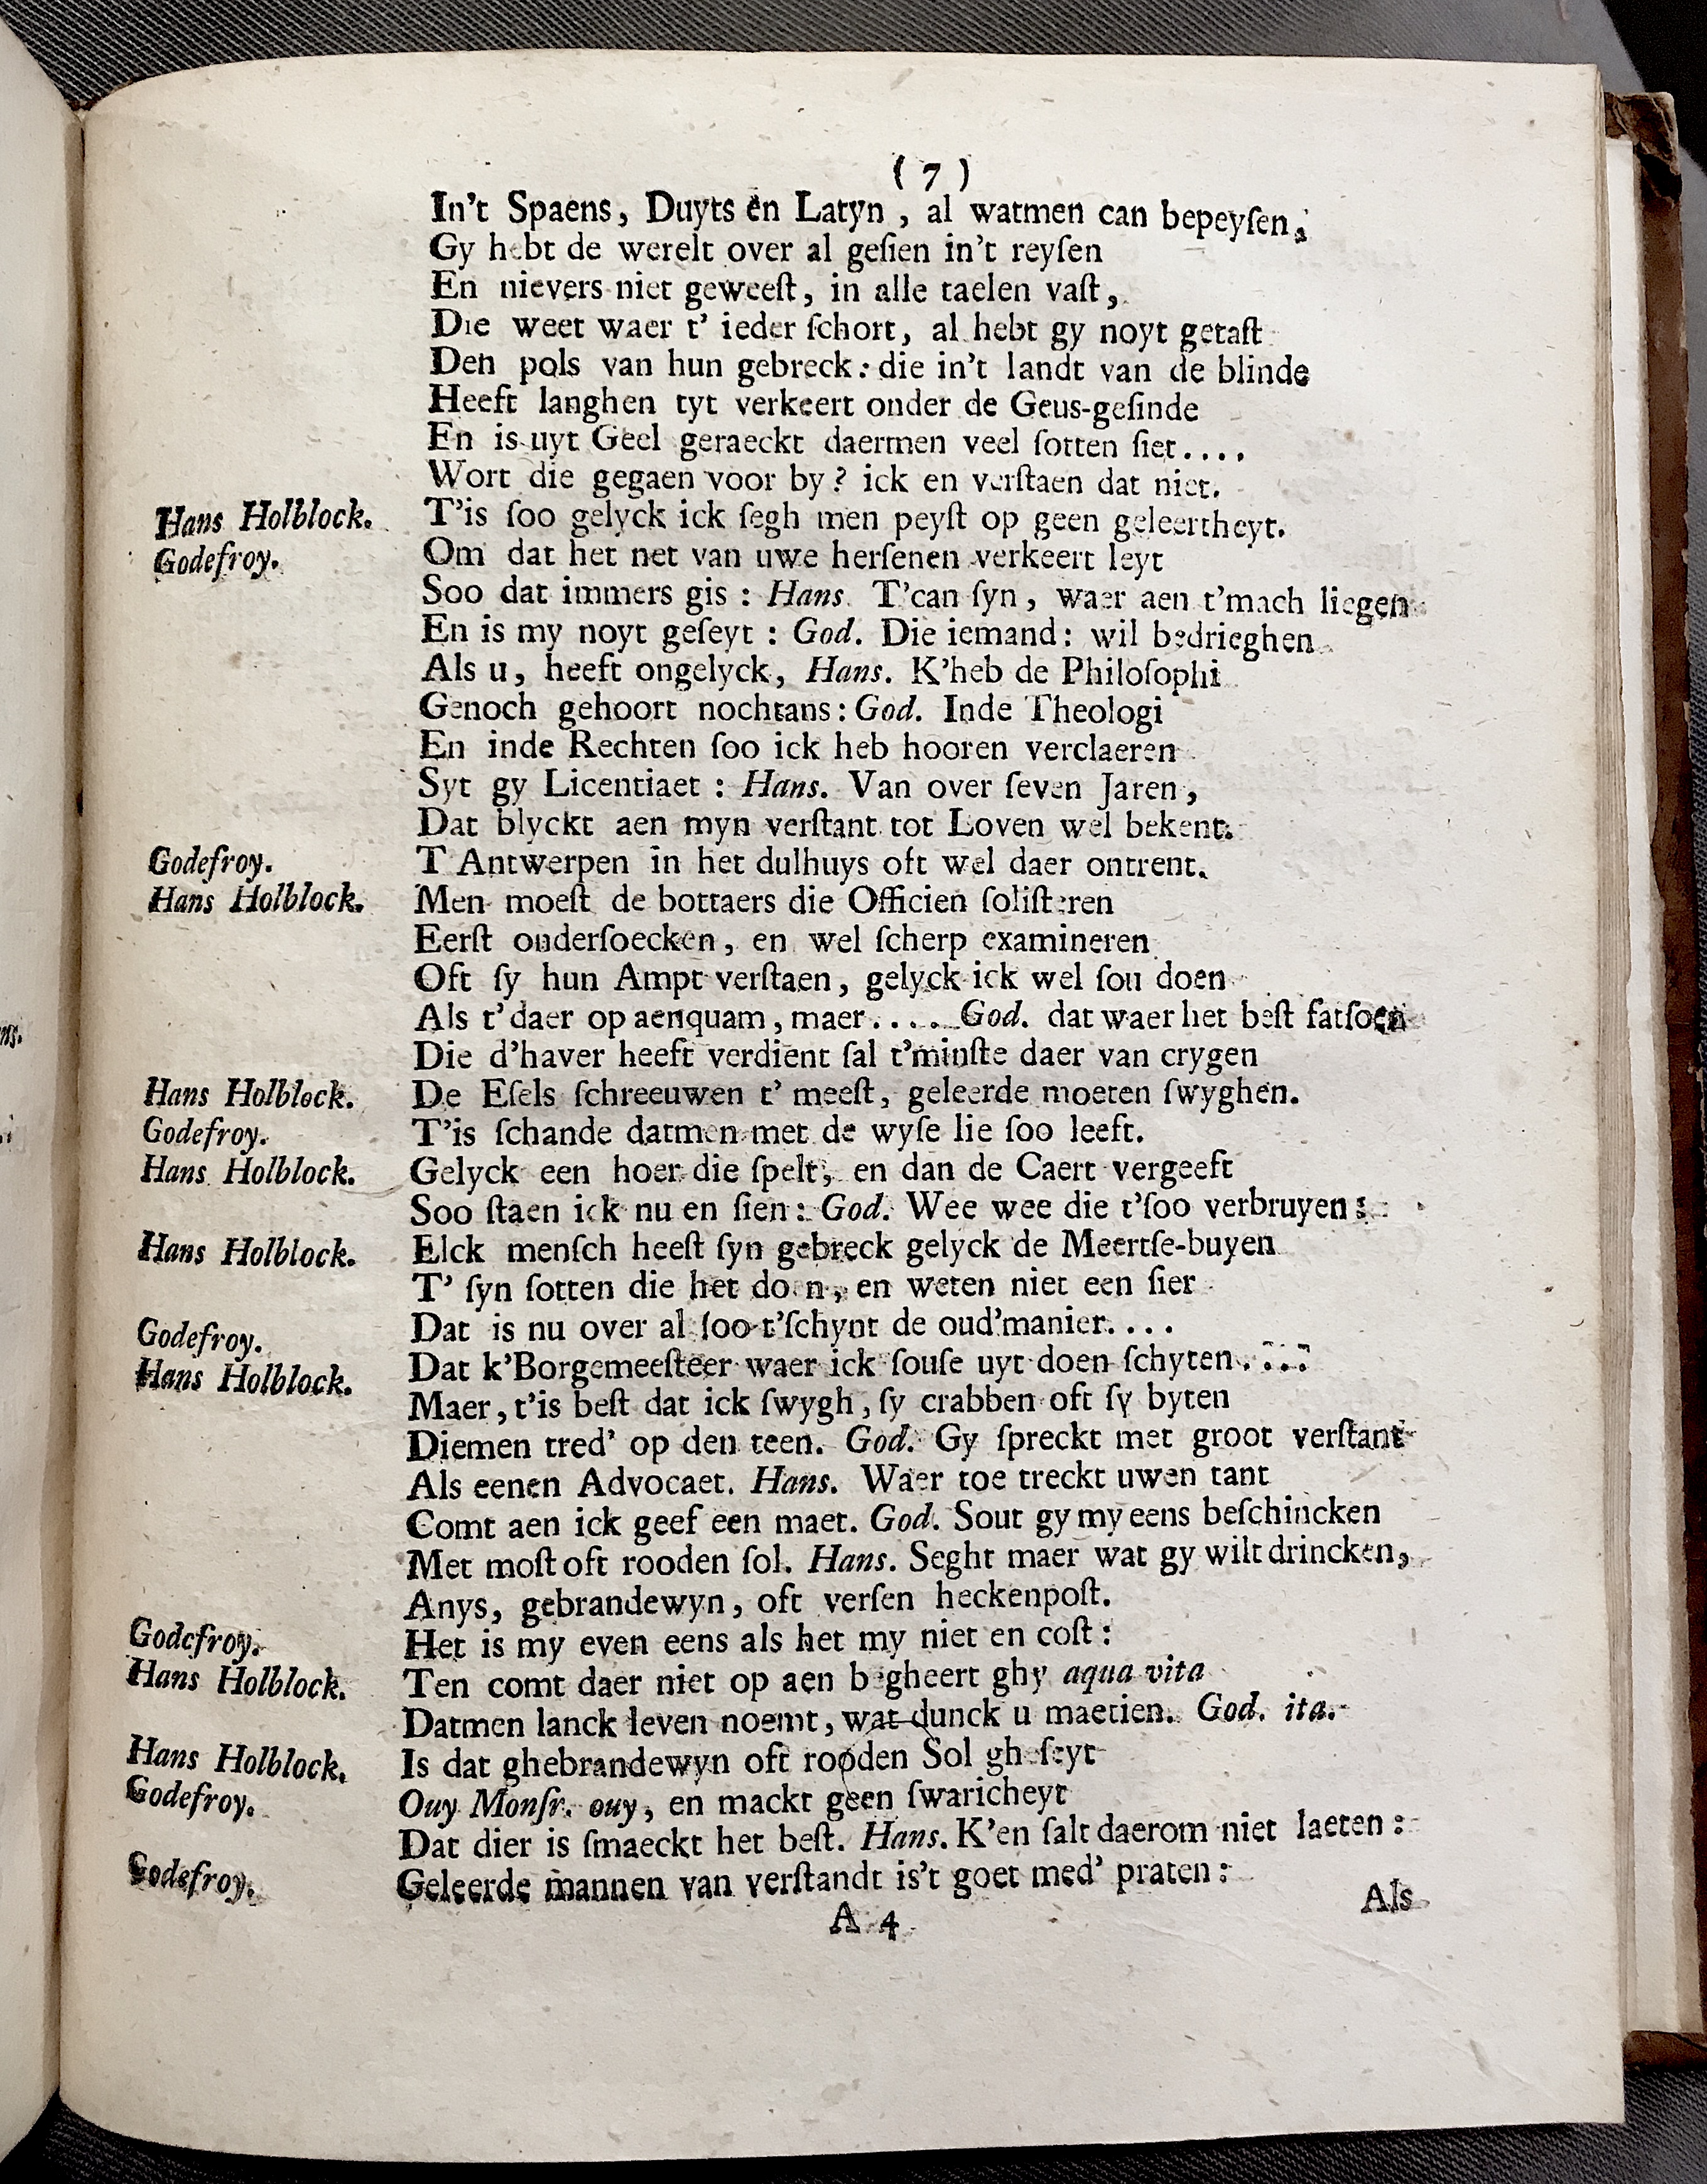 ( 7 )
In't Spaens, Duyts en Latyn, al watmen can bepeyſen,
Gy hebt de werelt over al geſien in't reyſen
En nievers niet geweeſt, in alle taelen vaſt,
Die weet waer t' ieder ſchort, al hebt gy noyt getaſt
Den pols van hun gebreck: die in't landt van de blinde
Heeft langhen tyt verkeert onder de Geus-geſinde
En is uyt Geel geraeckt daermen veel ſotten ſiet....
Wort die gegaen voor by? ick en verſtaen dat niet.
Hans Holblock. T'is ſoo gelyck ick ſegh men peyſt op geen geleertheyt.
Godefroy. Om dat het net van uwe herſenen verkeert leyt
Soo dat immers gis: Hans. T'can ſyn, waer aen t'mach liegen
En is my noyt geſeyt: God. Die iemand: wil bedrieghen
Als u, heeft ongelyck, Hans. K'heb de Philoſophi
Genoch gehoort nochtans: God. Inde Theologi
En inde Rechten ſoo ick heb hooren verclaeren
Syt gy Licentiaet: Hans. Van over ſeven Jaren,
Dat blyckt aen myn verſtant tot Loven wel bekent.
Godefroy. T Antwerpen in het dulhuys oft wel daer ontrent.
Hans Holblock. Men moeſt de bottaers die Officien ſoliſteren
Eerſt onderſoecken, en wel ſcherp examineren
Oft ſy hun Ampt verſtaen, gelyck ick wel ſou doen
Als t'daer op aenquam, maer..... God. dat waer het beſt fatſoen
Die d'haver heeft verdient ſal t'minſte daer van crygen
Hans Holblock. De Eſels ſchreeuwen t' meeſt, geleerde moeten ſwyghen.
Godefroy. T'is ſchande datmen met de wyſe lie ſoo leeft.
Hans Holblock. Gelyck een hoer die ſpelt, en dan de Caert vergeeft
Soo ſtaen ick nu en ſien: God. Wee wee die t'ſoo verbruyen:
Hans Holblock. Elck menſch heeft ſyn gebreck gelyck de Meertſe-buyen
T' ſyn ſotten die het doen, en weten niet een ſier
Godefroy. Dat is nu over al ſoo t'ſchynt de oud'manier....
Hans Holblock. Dat k'Borgemeeſteer waer ick ſouſe uyt doen ſchyten....
Maer, t'is beſt dat ick ſwygh, ſy crabben oft ſy byten
Diemen tred' op den teen. God. Gy ſpreckt met groot verſtant
Als eenen Advocaet. Hans. Waer toe treckt uwen tant
Comt aen ick geef een maet. God. Sout gy my eens beſchincken
Met moſt oft rooden ſol. Hans. Seght maer wat gy wilt drincken,
Anys, gebrandewyn, oft verſen heckenpoſt.
Godefroy. Het is my even eens als het my niet en coſt:
Hans Holblock. Ten comt daer niet op aen begheert ghy aqua vita
Datmen lanck leven noemt, wat dunck u maetien. God. ita.
Hans Holblock. Is dat ghebrandewyn oft rooden Sol gheſeyt
Godefroy. Ouy Monſr. ouy, en mackt geen ſwaricheyt
Dat dier is ſmaeckt het beſt. Hans. K'en ſalt daerom niet laeten:
Godefroy. Geleerde mannen van verſtandt is't goet med' praten:
A 4
Als